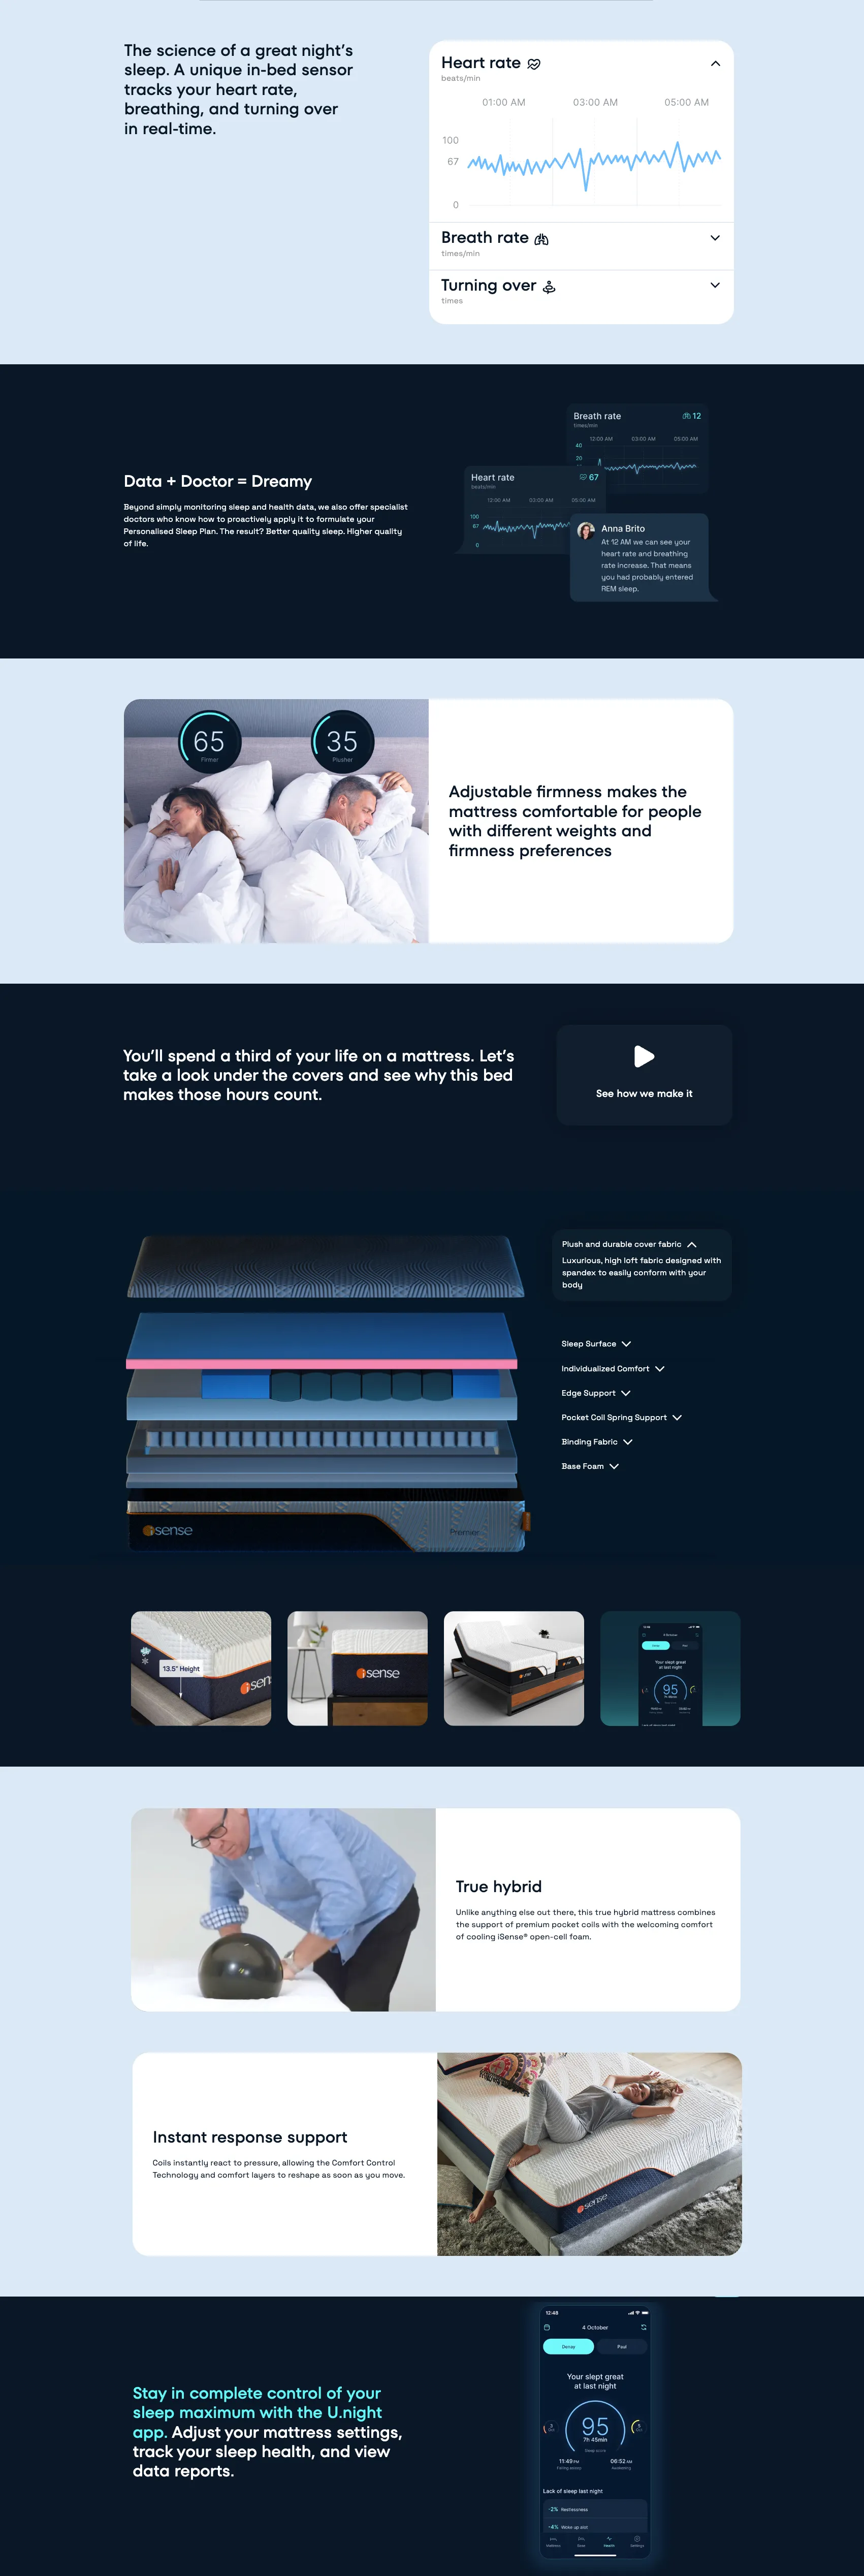 The science of a great night's
sleep. A unique in-bed sensor
tracks your heart rate,
breathing, and turning over
in real-time.
Heart rate
beats/min
01:00 AM 03:00 AM 05:00 AM
100
67
0
Breath rate
times/min
Turning over
times
Data + Doctor = Dreamy
Beyond simply monitoring sleep and health data, we also offer specialist
doctors who know how to proactively apply it to formulate your
Personalised Sleep Plan. The result? Better quality sleep. Higher quality
of life.
Breath rate 12
times/min
12:00 AM 03:00 AM 05:00 AM
40
20
Heart rate 67
beats/min
12:00 AM 03:00 AM 05:00 AM
100
67
0
Anna Brito
At 12 AM we can see your
heart rate and breathing
rate increase. That means
you had probably entered
REM sleep.
65
Firmer
35
Plusher
Adjustable firmness makes the
mattress comfortable for people
with different weights and
firmness preferences
You'll spend a third of your life on a mattress. Let's
take a look under the covers and see why this bed
makes those hours count.
See how we make it
Plush and durable cover fabric
Luxurious, high loft fabric designed with
spandex to easily conform with your
body
Sleep Surface
Individualized Comfort
Edge Support
Pocket Coil Spring Support
Binding Fabric
Base Foam
isense
Premier
13.5" Height
isens
isense
Your slept great
at last night
95
True hybrid
Unlike anything else out there, this true hybrid mattress combines
the support of premium pocket coils with the welcoming comfort
of cooling iSense® open-cell foam.
Instant response support
Coils instantly react to pressure, allowing the Comfort Control
Technology and comfort layers to reshape as soon as you move.
isense
Stay in complete control of your
sleep maximum with the U.night
app. Adjust your mattress settings,
track your sleep health, and view
data reports.
12:48
4 October
Denay Paul
Your slept great
at last night
95
7h 45min
Sleep score
11:49 PM 06:52 AM
Falling asleep Awakening
Lack of sleep last night
-2% Restlessness
-4% Woke up alot
Mattress Base Health Settings